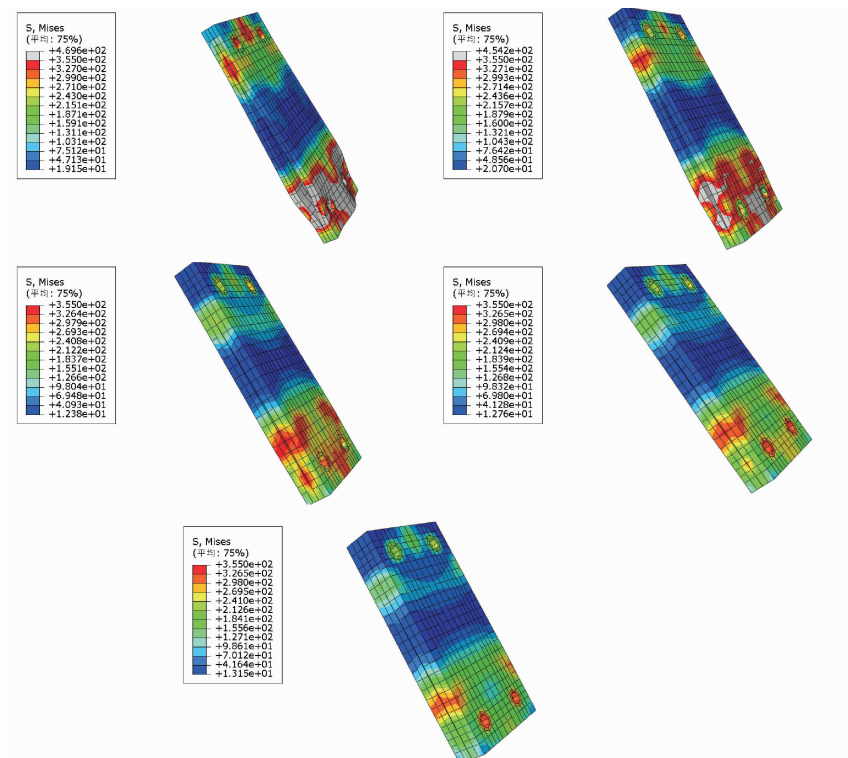 S, Mises
(平均: 75%)
+4.696e+02
+3.550e+02
+3.270e+02
+2.990e+02
+2.710e+02
+2.430e+02
+2.151e+02
+1.871e+02
+1.591e+02
+1.311e+02
+1.031e+02
+7.512e+01
+4.713e+01
+1.915e+01
S, Mises
(平均: 75%)
+4.542e+02
+3.550e+02
+3.271e+02
+2.993e+02
+2.714e+02
+2.436e+02
+2.157e+02
+1.879e+02
+1.600e+02
+1.321e+02
+1.043e+02
+7.642e+01
+4.856e+01
+2.070e+01
S, Mises
(平均: 75%)
+3.550e+02
+3.264e+02
+2.979e+02
+2.693e+02
+2.408e+02
+2.122e+02
+1.837e+02
+1.551e+02
+1.266e+02
+9.804e+01
+6.948e+01
+4.093e+01
+1.238e+01
S, Mises
(平均: 75%)
+3.550e+02
+3.265e+02
+2.980e+02
+2.694e+02
+2.409e+02
+2.124e+02
+1.839e+02
+1.554e+02
+1.268e+02
+9.832e+01
+6.980e+01
+4.128e+01
+1.276e+01
S, Mises
(平均: 75%)
+3.550e+02
+3.265e+02
+2.980e+02
+2.695e+02
+2.410e+02
+2.126e+02
+1.841e+02
+1.556e+02
+1.271e+02
+9.861e+01
+7.012e+01
+4.164e+01
+1.315e+01